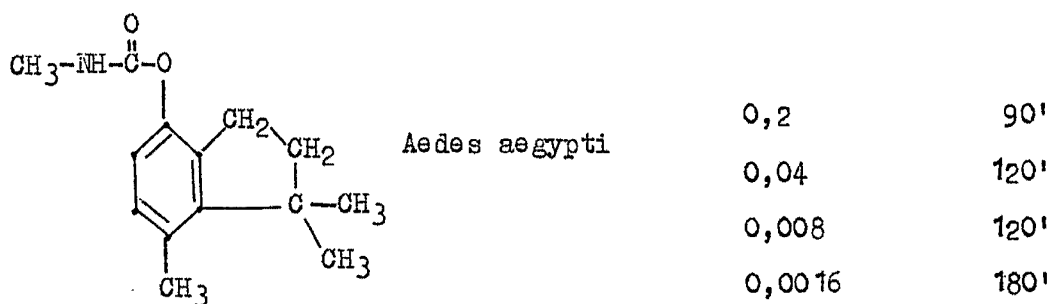 O
CH3-NH-C-O
CH2
CH2
Aedes aegypti
C-CH3
CH3
CH3
0,2 90'
0,04 120'
0,008 120'
0,0016 180'